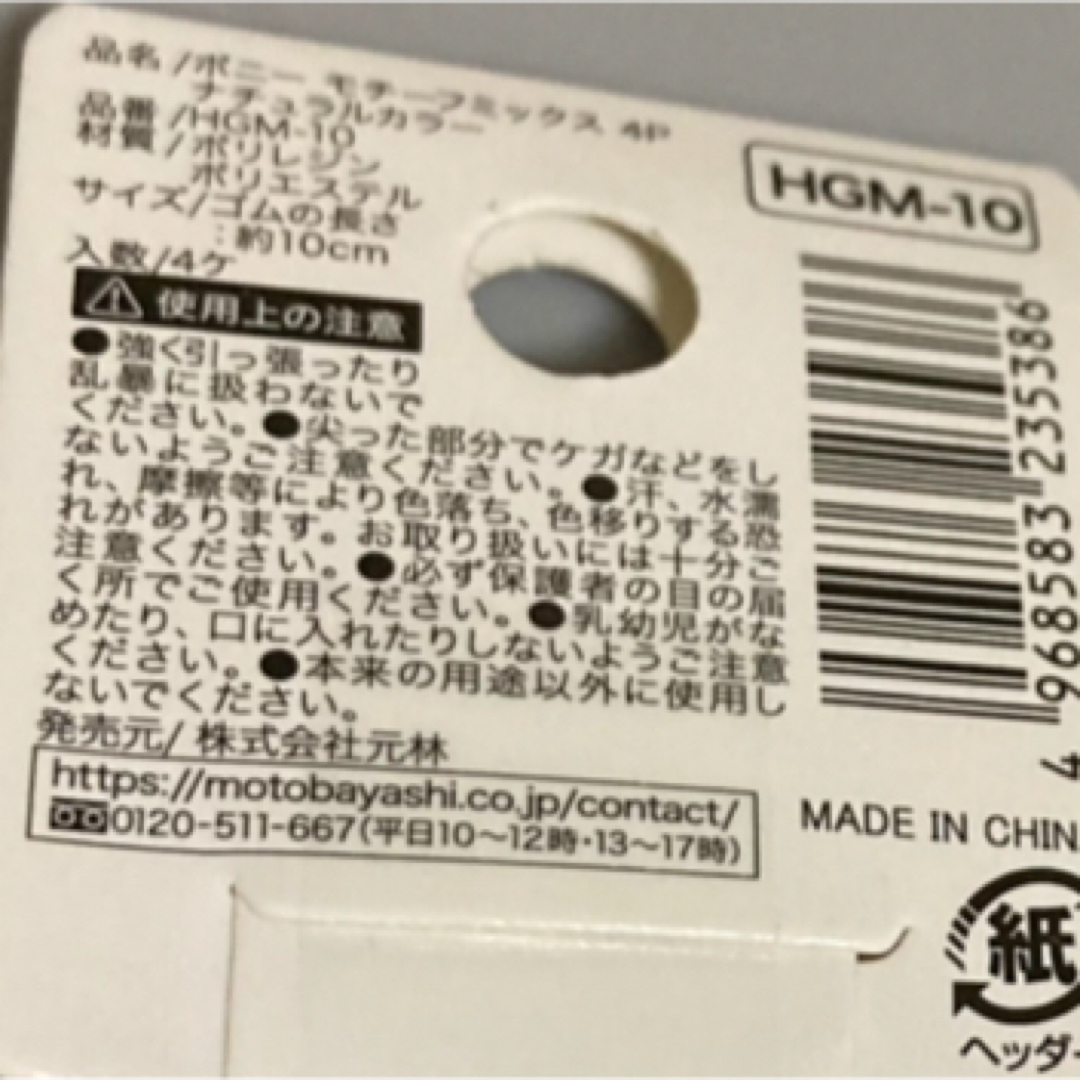 品名/ポニー モチーフミックス 4P
ナチュラルカラー
品番/HGM-10
材質/ポリレジン
ポリエステル
サイズ/ゴムの長さ
:約10cm
入数/4ケ
使用上の注意
●強く引っ張ったり
乱暴に扱わないで
ください。●尖った部分でケガなどをし
ないようご注意ください。●汗、水濡
れ、摩擦等により色落ち、色移りする恐
れがあります。お取り扱いには十分ご
注意ください。●必ず保護者の目の届
く所でご使用ください。●乳幼児がな
めたり、口に入れたりしないようご注意
ください。●本来の用途以外に使用し
ないでください。
発売元/株式会社元林
https://motobayashi.co.jp/contact/
0120-511-667(平日10〜12時・13〜17時)
HGM-10
4 968583 235386
MADE IN CHIN
紙
ヘッダー